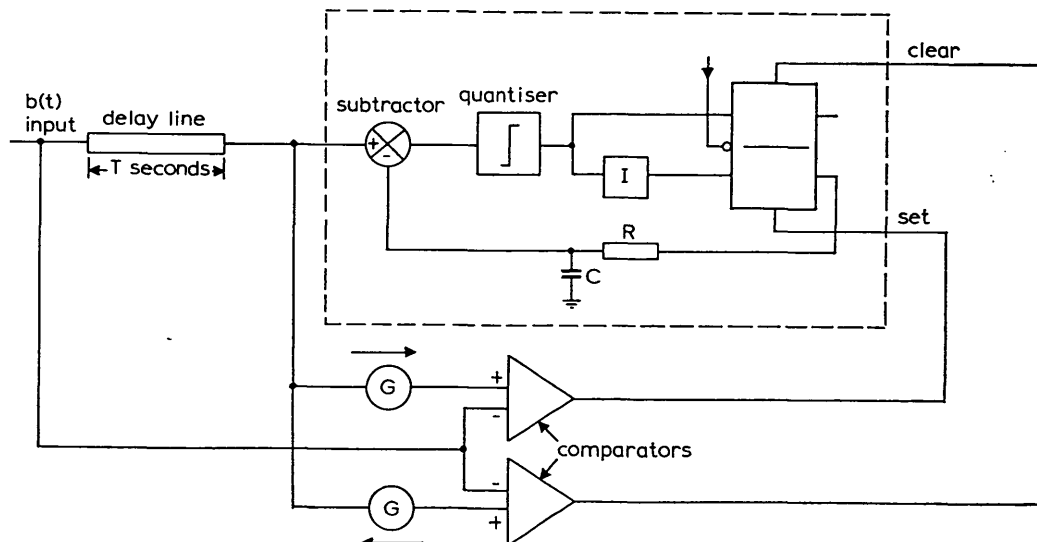 clear
b(t)
input
delay line
T seconds
subtractor
quantiser
+
-
I
set
R
C
G
+
-
comparators
-
G
+